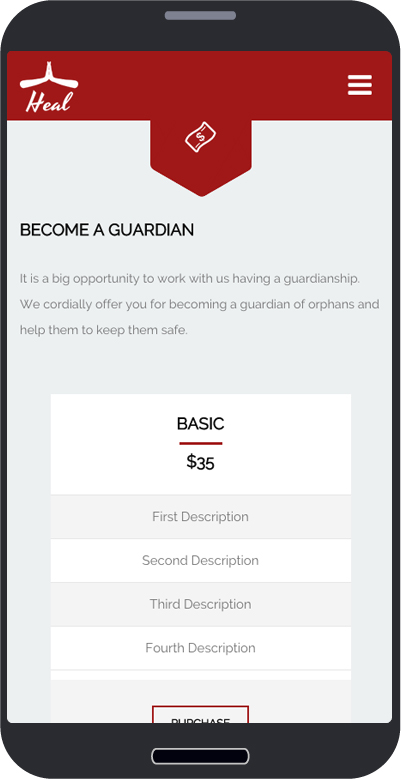 Heal
$
BECOME A GUARDIAN
It is a big opportunity to work with us having a guardianship.
We cordially offer you for becoming a guardian of orphans and
help them to keep them safe.
BASIC
$35
First Description
Second Description
Third Description
Fourth Description
PURCHASE